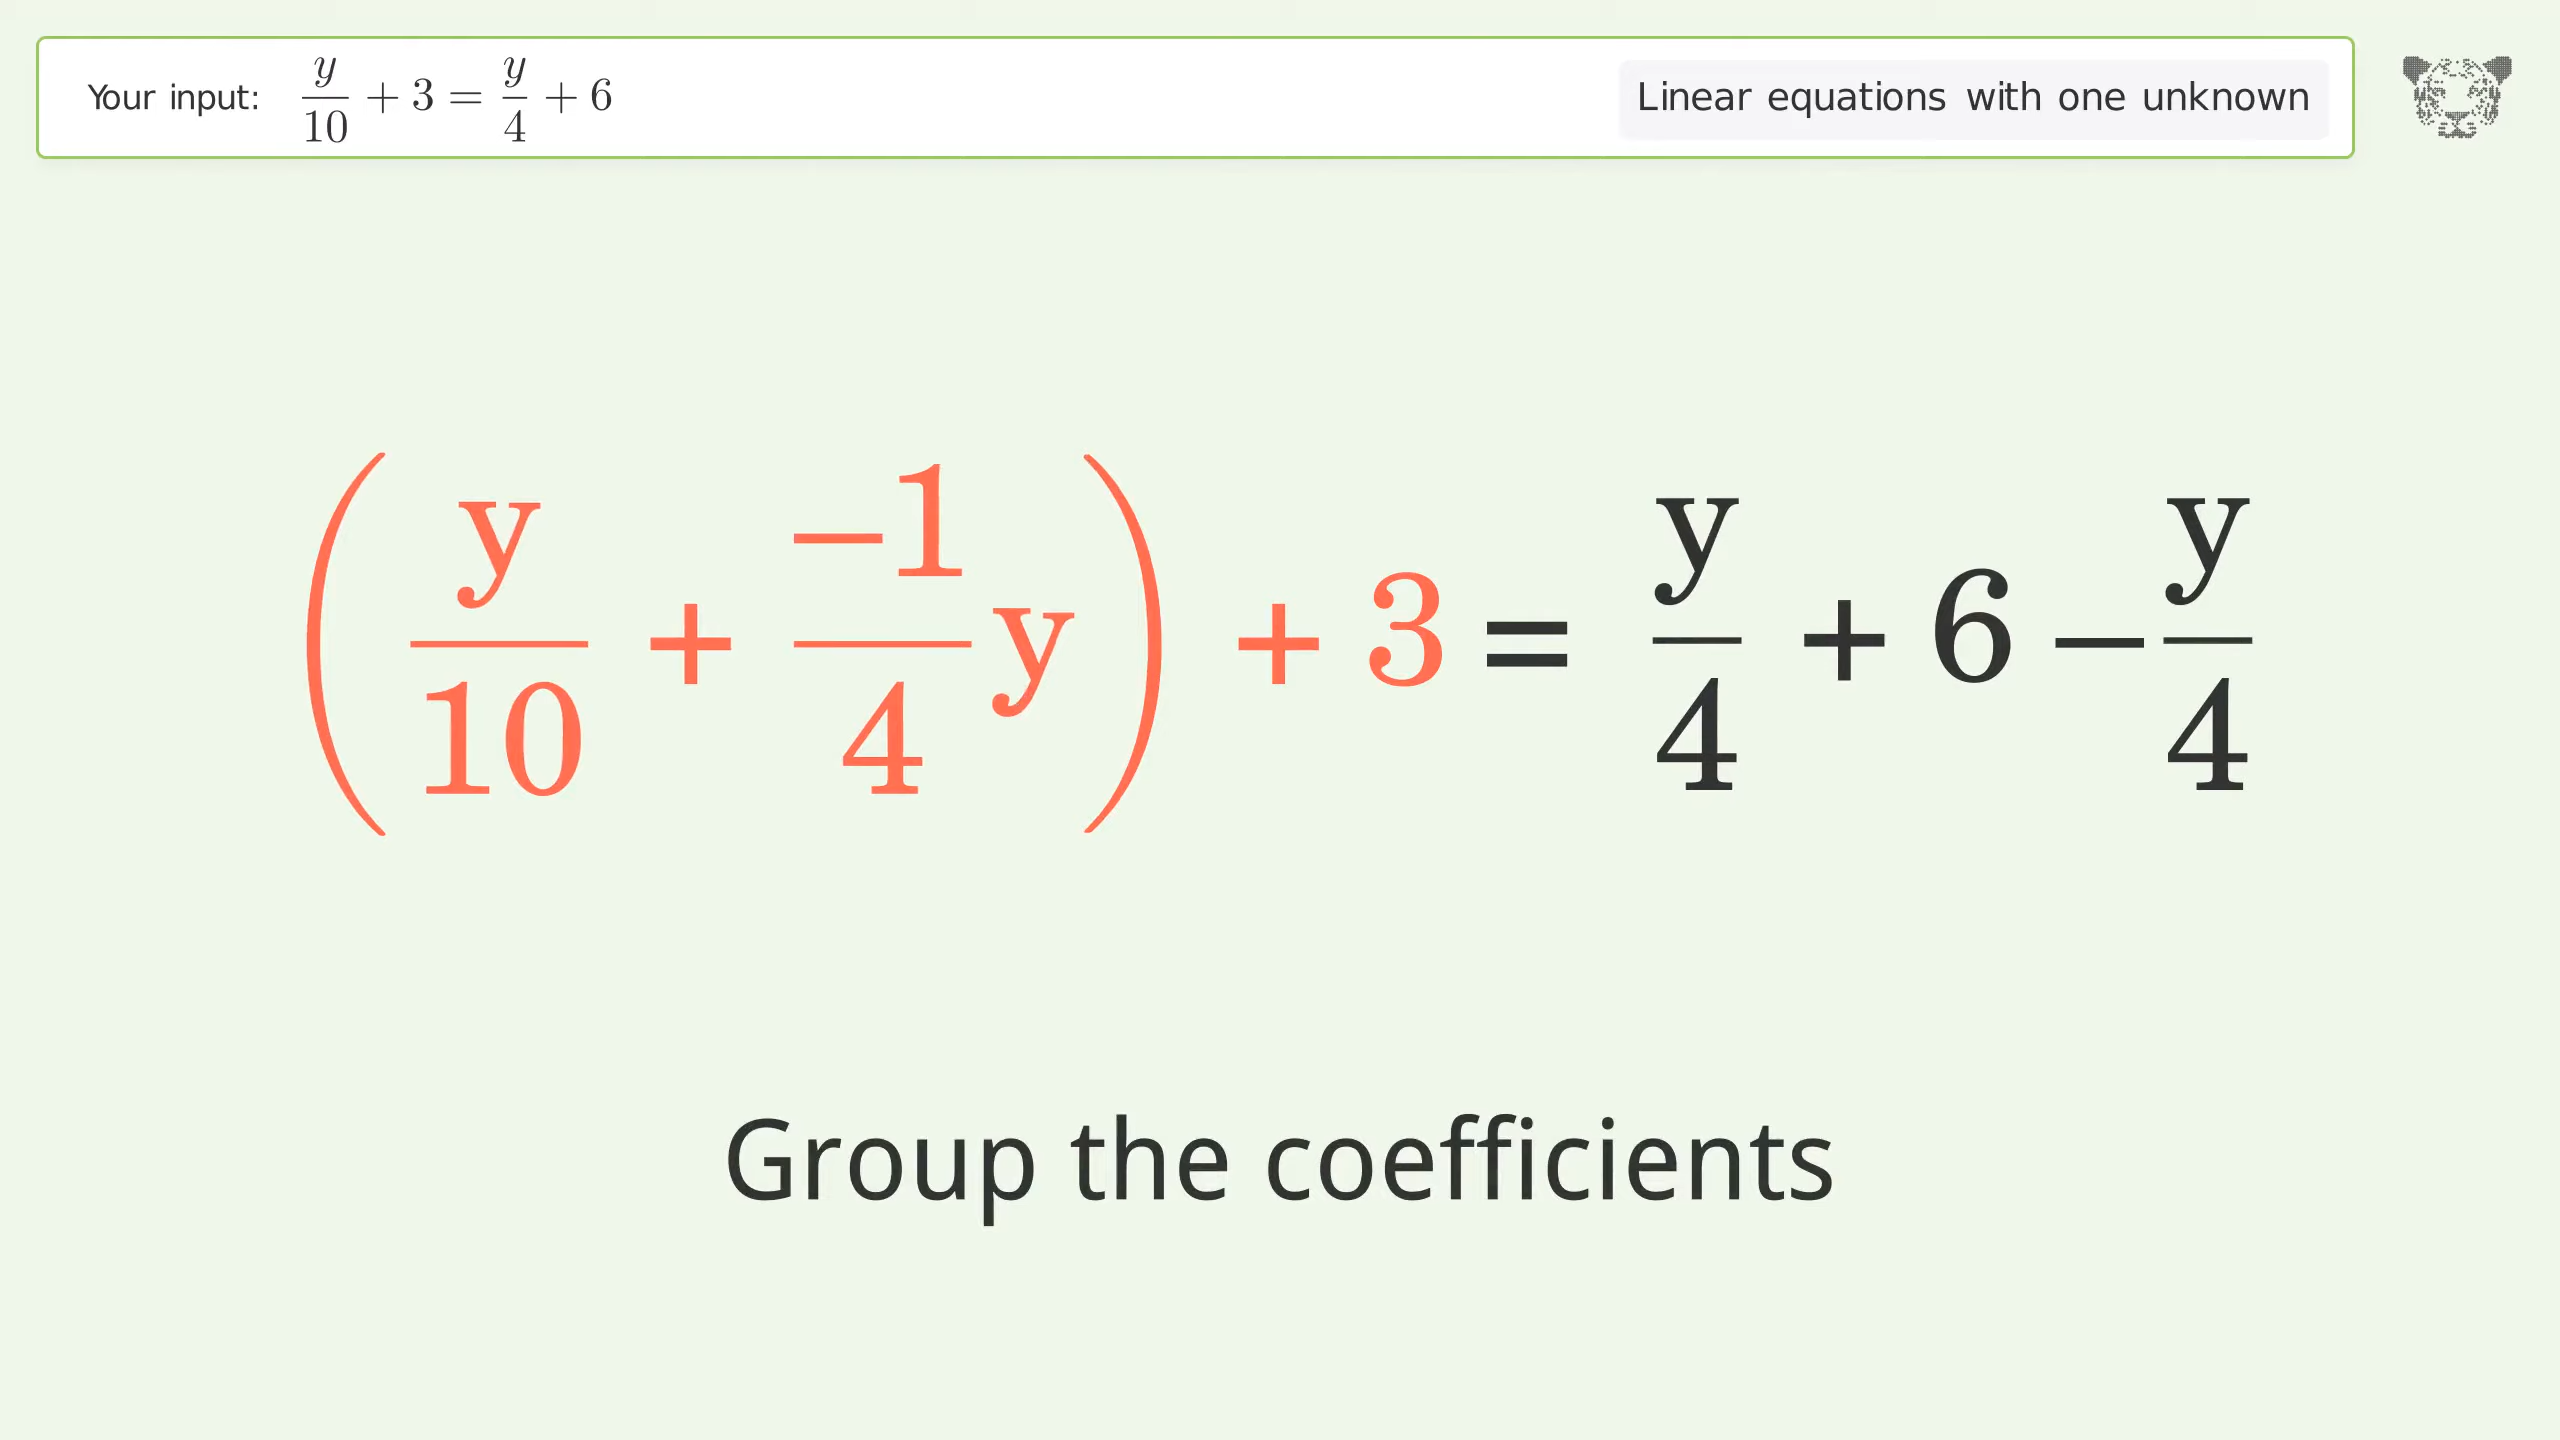 Your input: y/10 + 3 = y/4 + 6
Linear equations with one unknown
(y/10 + −1/4 y) + 3 = y/4 + 6 − y/4
Group the coefficients